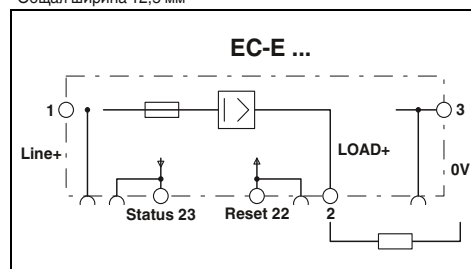 Общая ширина 12,5 мм
EC-E ...
1
3
Line+
LOAD+
0V
Status 23
Reset 22
2